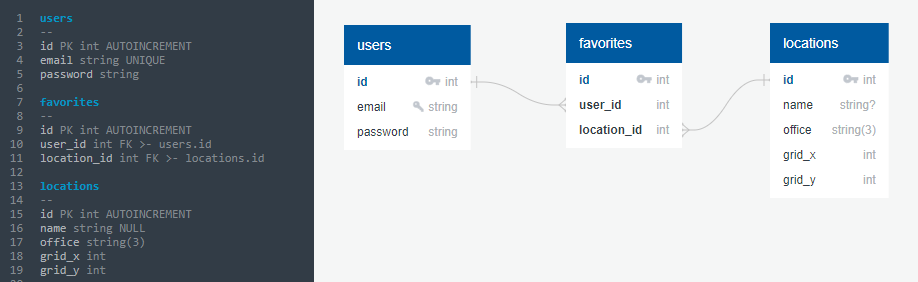 1 users
2 --
3 id PK int AUTOINCREMENT
4 email string UNIQUE
5 password string
6
7 favorites
8 --
9 id PK int AUTOINCREMENT
10 user_id int FK >- users.id
11 location_id int FK >- locations.id
12
13 locations
14 --
15 id PK int AUTOINCREMENT
16 name string NULL
17 office string(3)
18 grid_x int
19 grid_y int
users
id int
email string
password string
favorites
id int
user_id int
location_id int
locations
id int
name string?
office string(3)
grid_x int
grid_y int